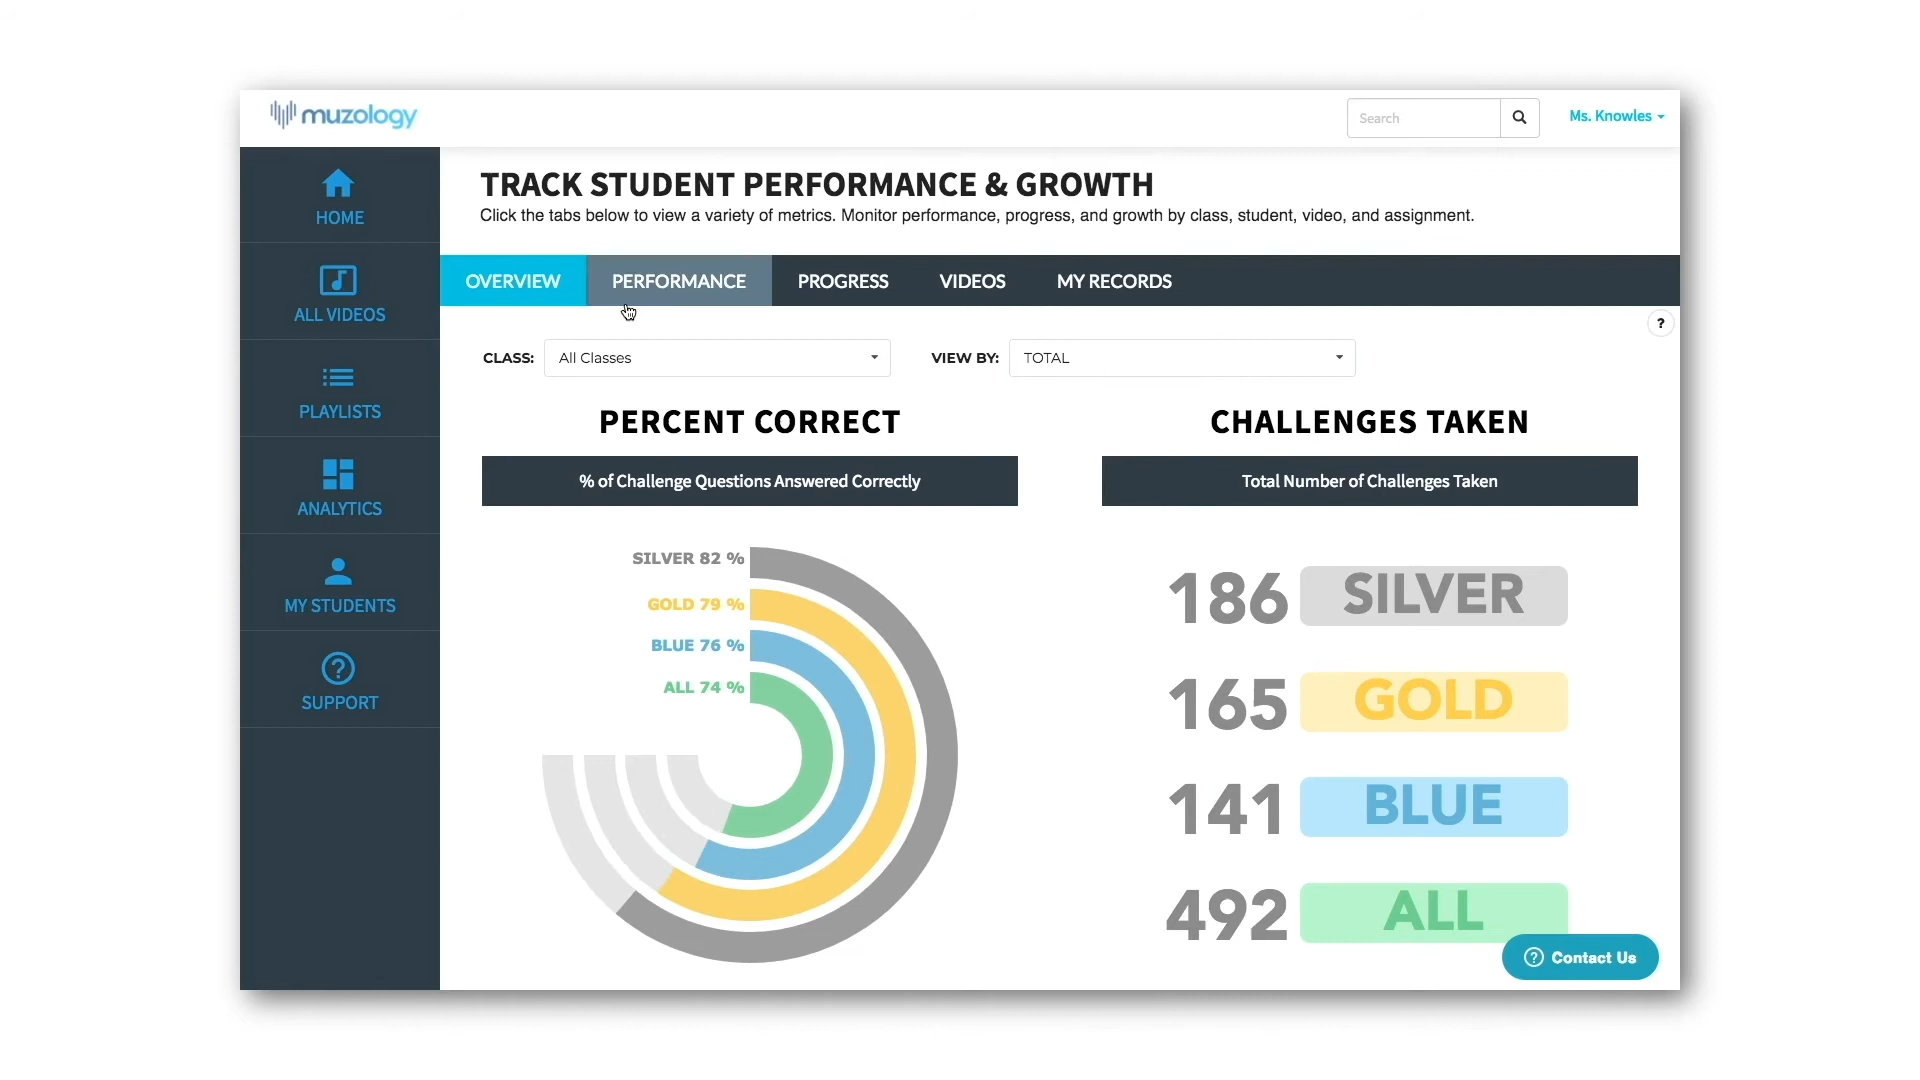 muzology
Search
Ms. Knowles
HOME
ALL VIDEOS
PLAYLISTS
ANALYTICS
MY STUDENTS
SUPPORT
TRACK STUDENT PERFORMANCE & GROWTH
Click the tabs below to view a variety of metrics. Monitor performance, progress, and growth by class, student, video, and assignment.
OVERVIEW PERFORMANCE PROGRESS VIDEOS MY RECORDS
?
CLASS: All Classes VIEW BY: TOTAL
PERCENT CORRECT
% of Challenge Questions Answered Correctly
SILVER 82 %
GOLD 79 %
BLUE 76 %
ALL 74 %
CHALLENGES TAKEN
Total Number of Challenges Taken
186 SILVER
165 GOLD
141 BLUE
492 ALL
? Contact Us